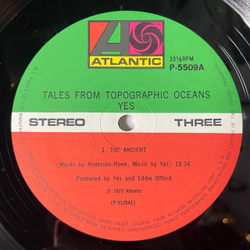 A
33⅓RPM
ATLANTIC
P-5509A
TALES FROM TOPOGRAPHIC OCEANS
YES
STEREO
THREE
1. THE ANCIENT
(Words by Anderson-Howe, Music by Yes) 18:34
Produced by Yes and Eddie Offord
℗ 1973 Atlantic